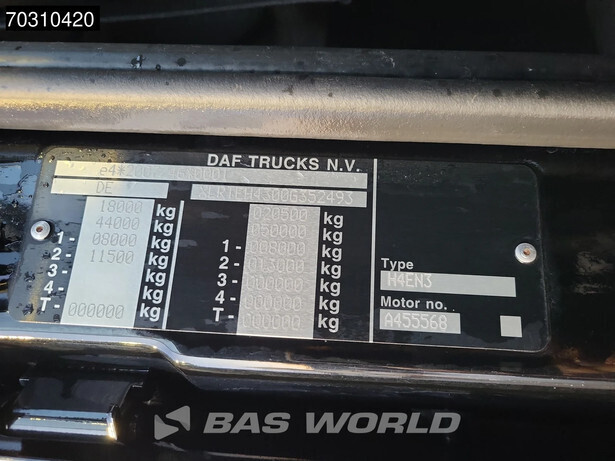 70310420
DAF TRUCKS N.V.
DE
18000 kg 020500 kg
44000 kg 050000 kg
1- 08000 kg 1- 008000 kg
2- 11500 kg 2- 013000 kg
3- kg 3- 000000 kg
4- kg 4- 000000 kg
T- 000000 kg T- 000000 kg
Type
H4EN3
Motor no.
A455568
BAS WORLD